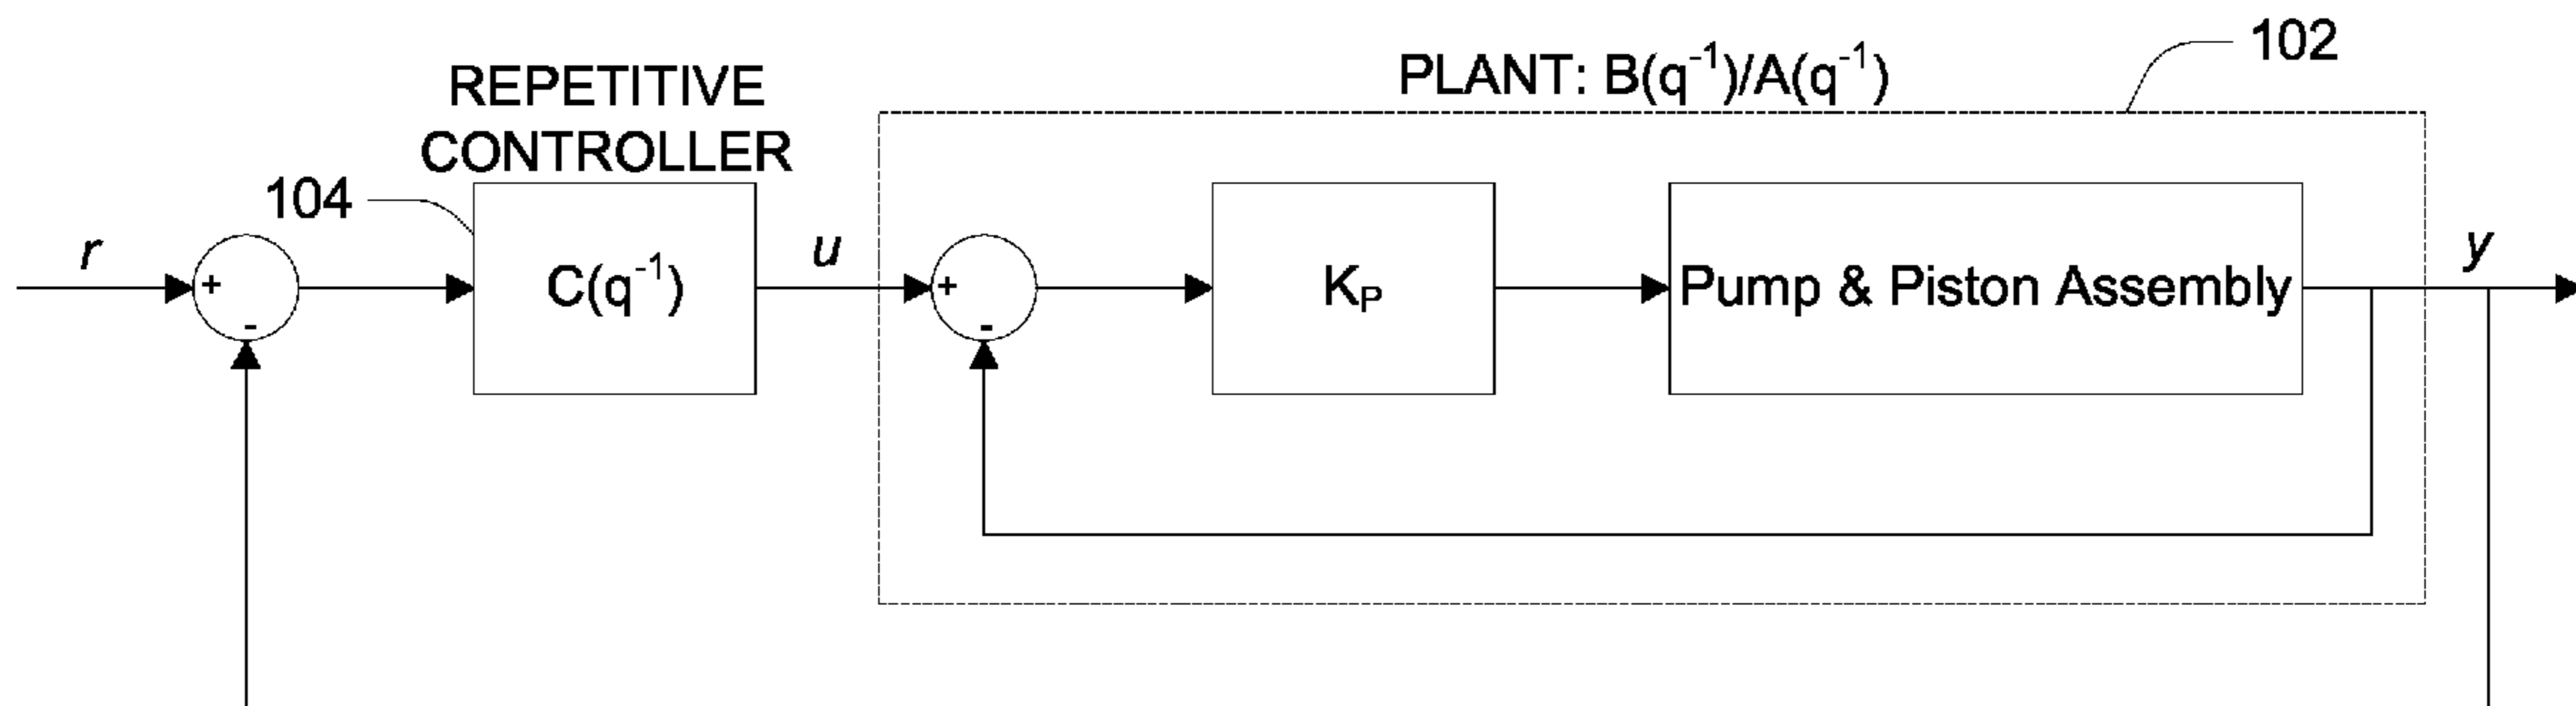 102
PLANT: B(q⁻¹)/A(q⁻¹)
REPETITIVE
CONTROLLER
104
r
+
-
C(q⁻¹)
u
+
-
K_P
Pump & Piston Assembly
y